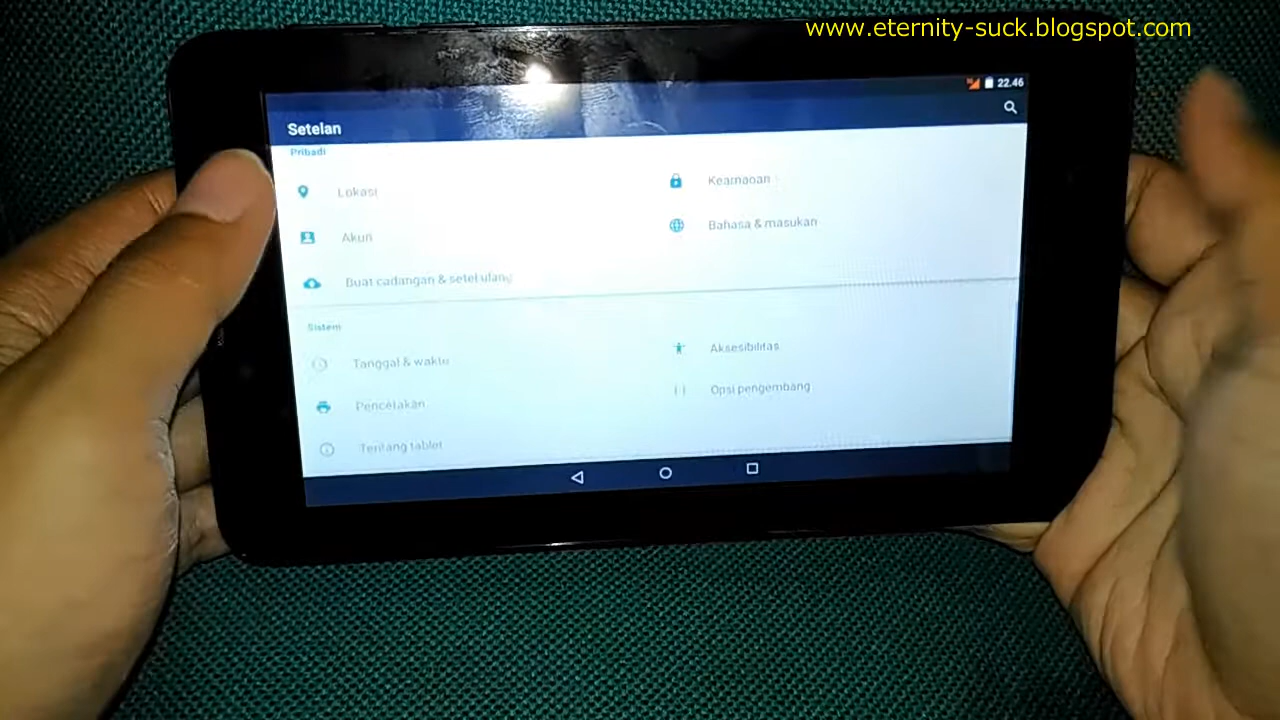 www.eternity-suck.blogspot.com
22.46
Setelan
Pribadi
Lokasi
Keamanan
Akun
Bahasa & masukan
Buat cadangan & setel ulang
Sistem
Tanggal & waktu
Aksesibilitas
Pencetakan
Opsi pengembang
Tentang tablet